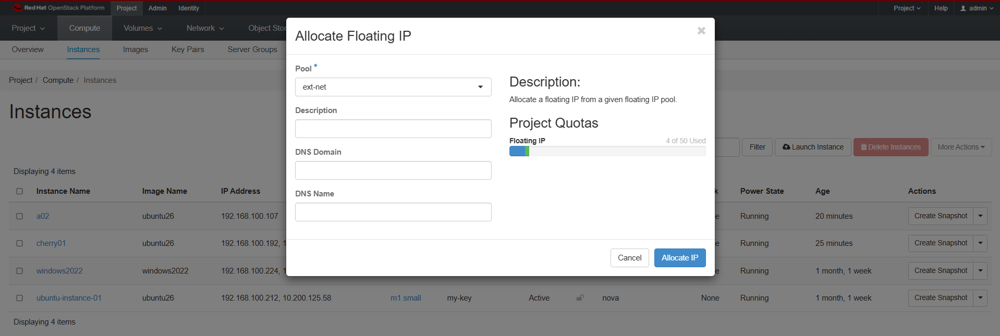 Red Hat OpenStack Platform Project Admin Identity Project Help admin
Project Compute Volumes Network Object Stor
Overview Instances Images Key Pairs Server Groups
Project / Compute / Instances
Instances
Allocate Floating IP
Pool *
ext-net
Description
DNS Domain
DNS Name
Description:
Allocate a floating IP from a given floating IP pool.
Project Quotas
Floating IP 4 of 50 Used
Cancel Allocate IP
Filter Launch Instance Delete Instances More Actions
Displaying 4 items
Instance Name Image Name IP Address k Power State Age Actions
a02 ubuntu26 192.168.100.107 e Running 20 minutes Create Snapshot
cherry01 ubuntu26 192.168.100.192, 1 e Running 25 minutes Create Snapshot
windows2022 windows2022 192.168.100.224, 1 e Running 1 month, 1 week Create Snapshot
ubuntu-instance-01 ubuntu26 192.168.100.212, 10.200.125.58 m1.small my-key Active nova None Running 1 month, 1 week Create Snapshot
Displaying 4 items